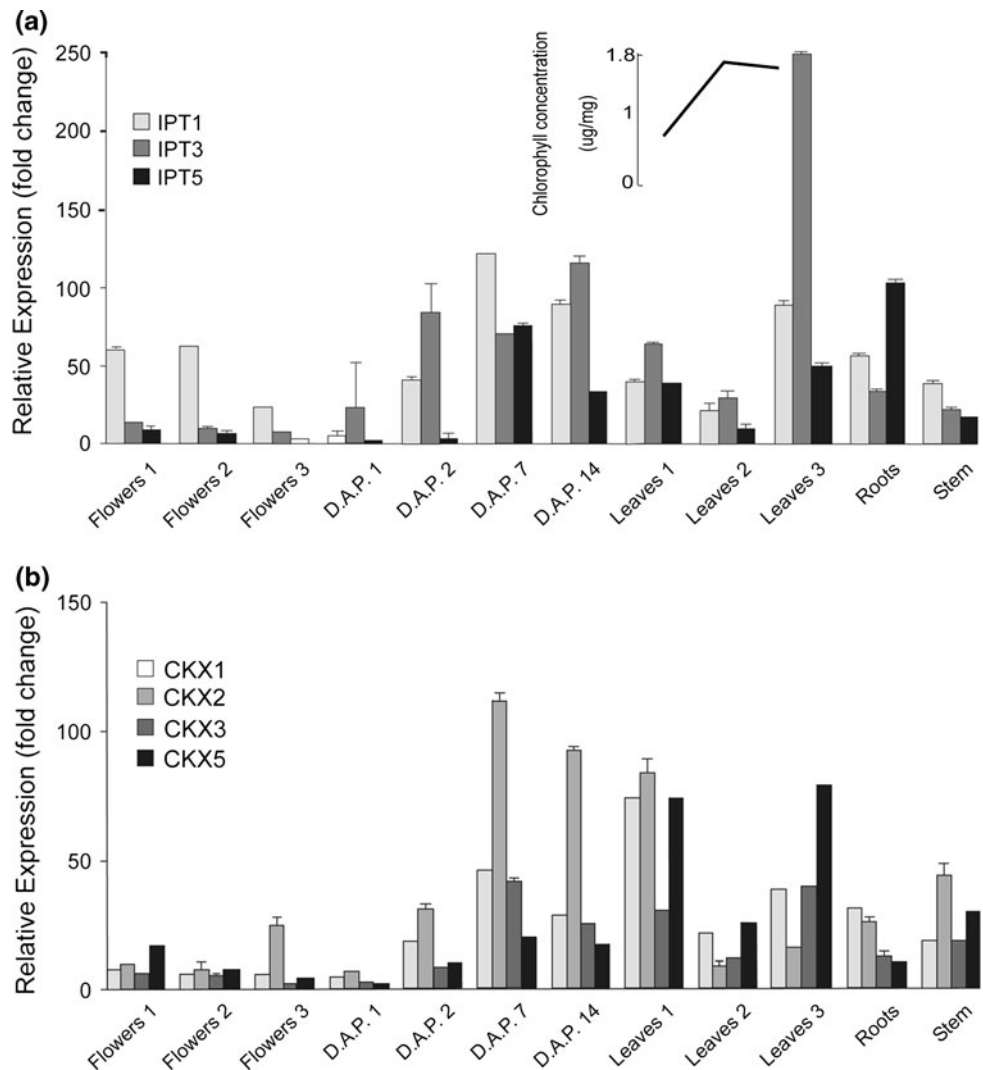 (a)
Relative Expression (fold change)
250
200
150
100
50
0
IPT1
IPT3
IPT5
Chlorophyll concentration
(ug/mg)
1.8
1
0
Flowers 1
Flowers 2
Flowers 3
D.A.P. 1
D.A.P. 2
D.A.P. 7
D.A.P. 14
Leaves 1
Leaves 2
Leaves 3
Roots
Stem
(b)
Relative Expression (fold change)
150
100
50
0
CKX1
CKX2
CKX3
CKX5
Flowers 1
Flowers 2
Flowers 3
D.A.P. 1
D.A.P. 2
D.A.P. 7
D.A.P. 14
Leaves 1
Leaves 2
Leaves 3
Roots
Stem